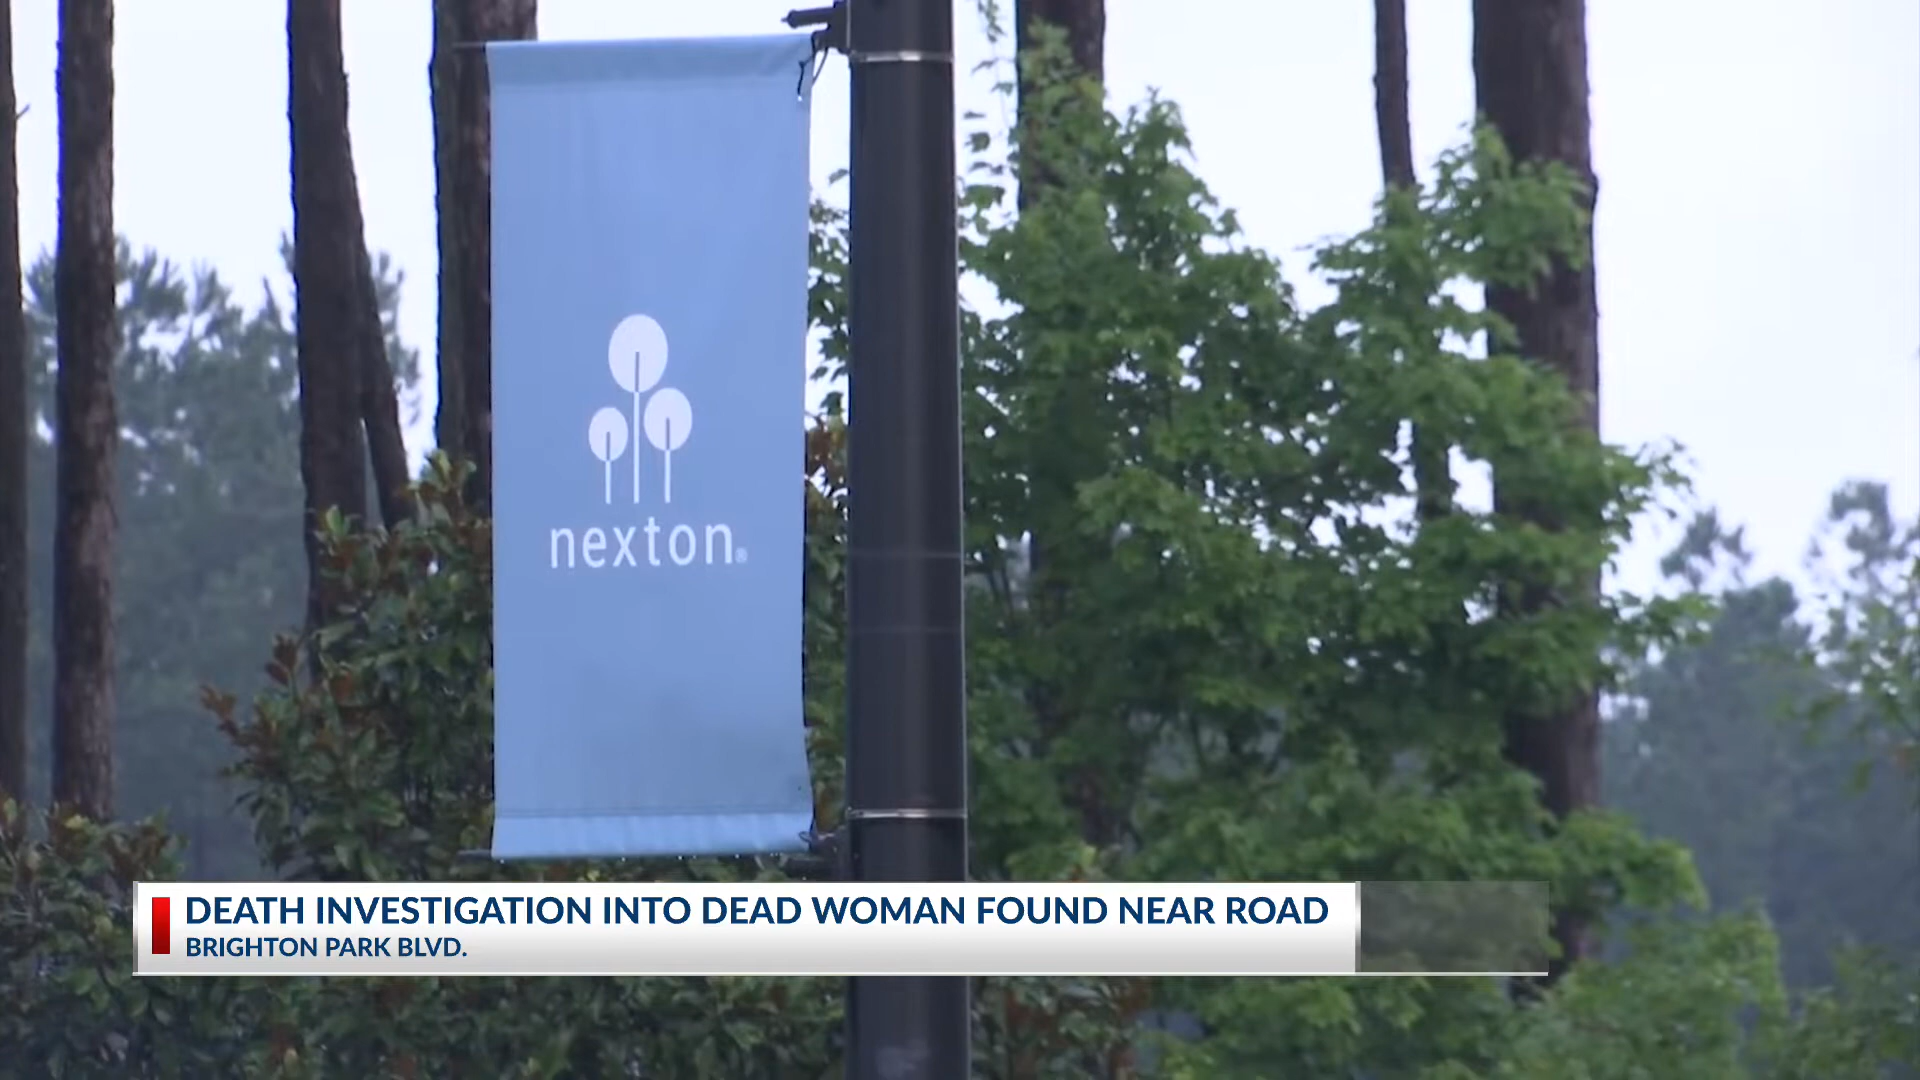 nexton®
DEATH INVESTIGATION INTO DEAD WOMAN FOUND NEAR ROAD
BRIGHTON PARK BLVD.